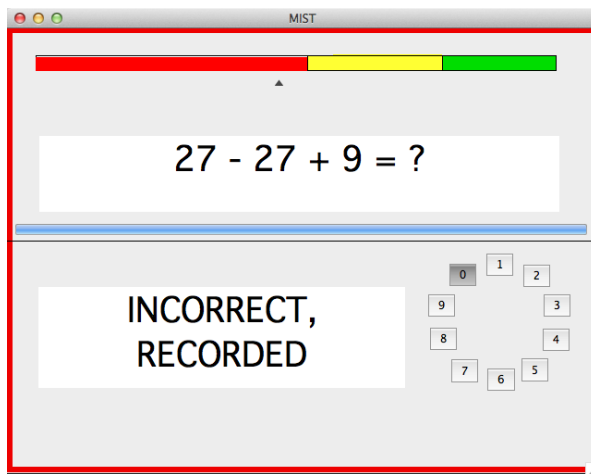 MIST
27 - 27 + 9 = ?
INCORRECT,
RECORDED
0
1
2
3
4
5
6
7
8
9